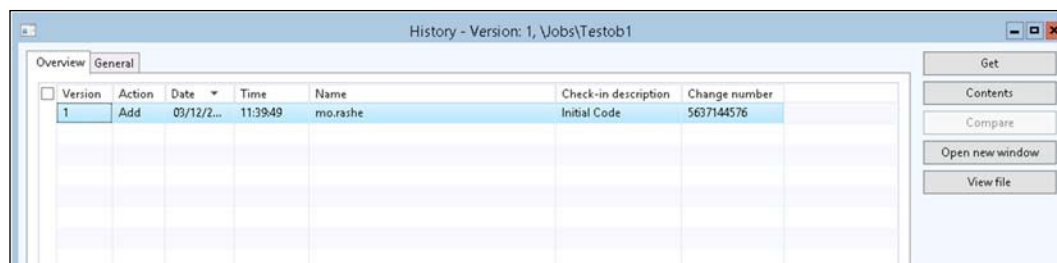 History - Version: 1, \Jobs\Testob1
Overview General
Get
Version Action Date Time Name Check-in description Change number
Contents
1 Add 03/12/2... 11:39:49 mo.rashe Initial Code 5637144576
Compare
Open new window
View file